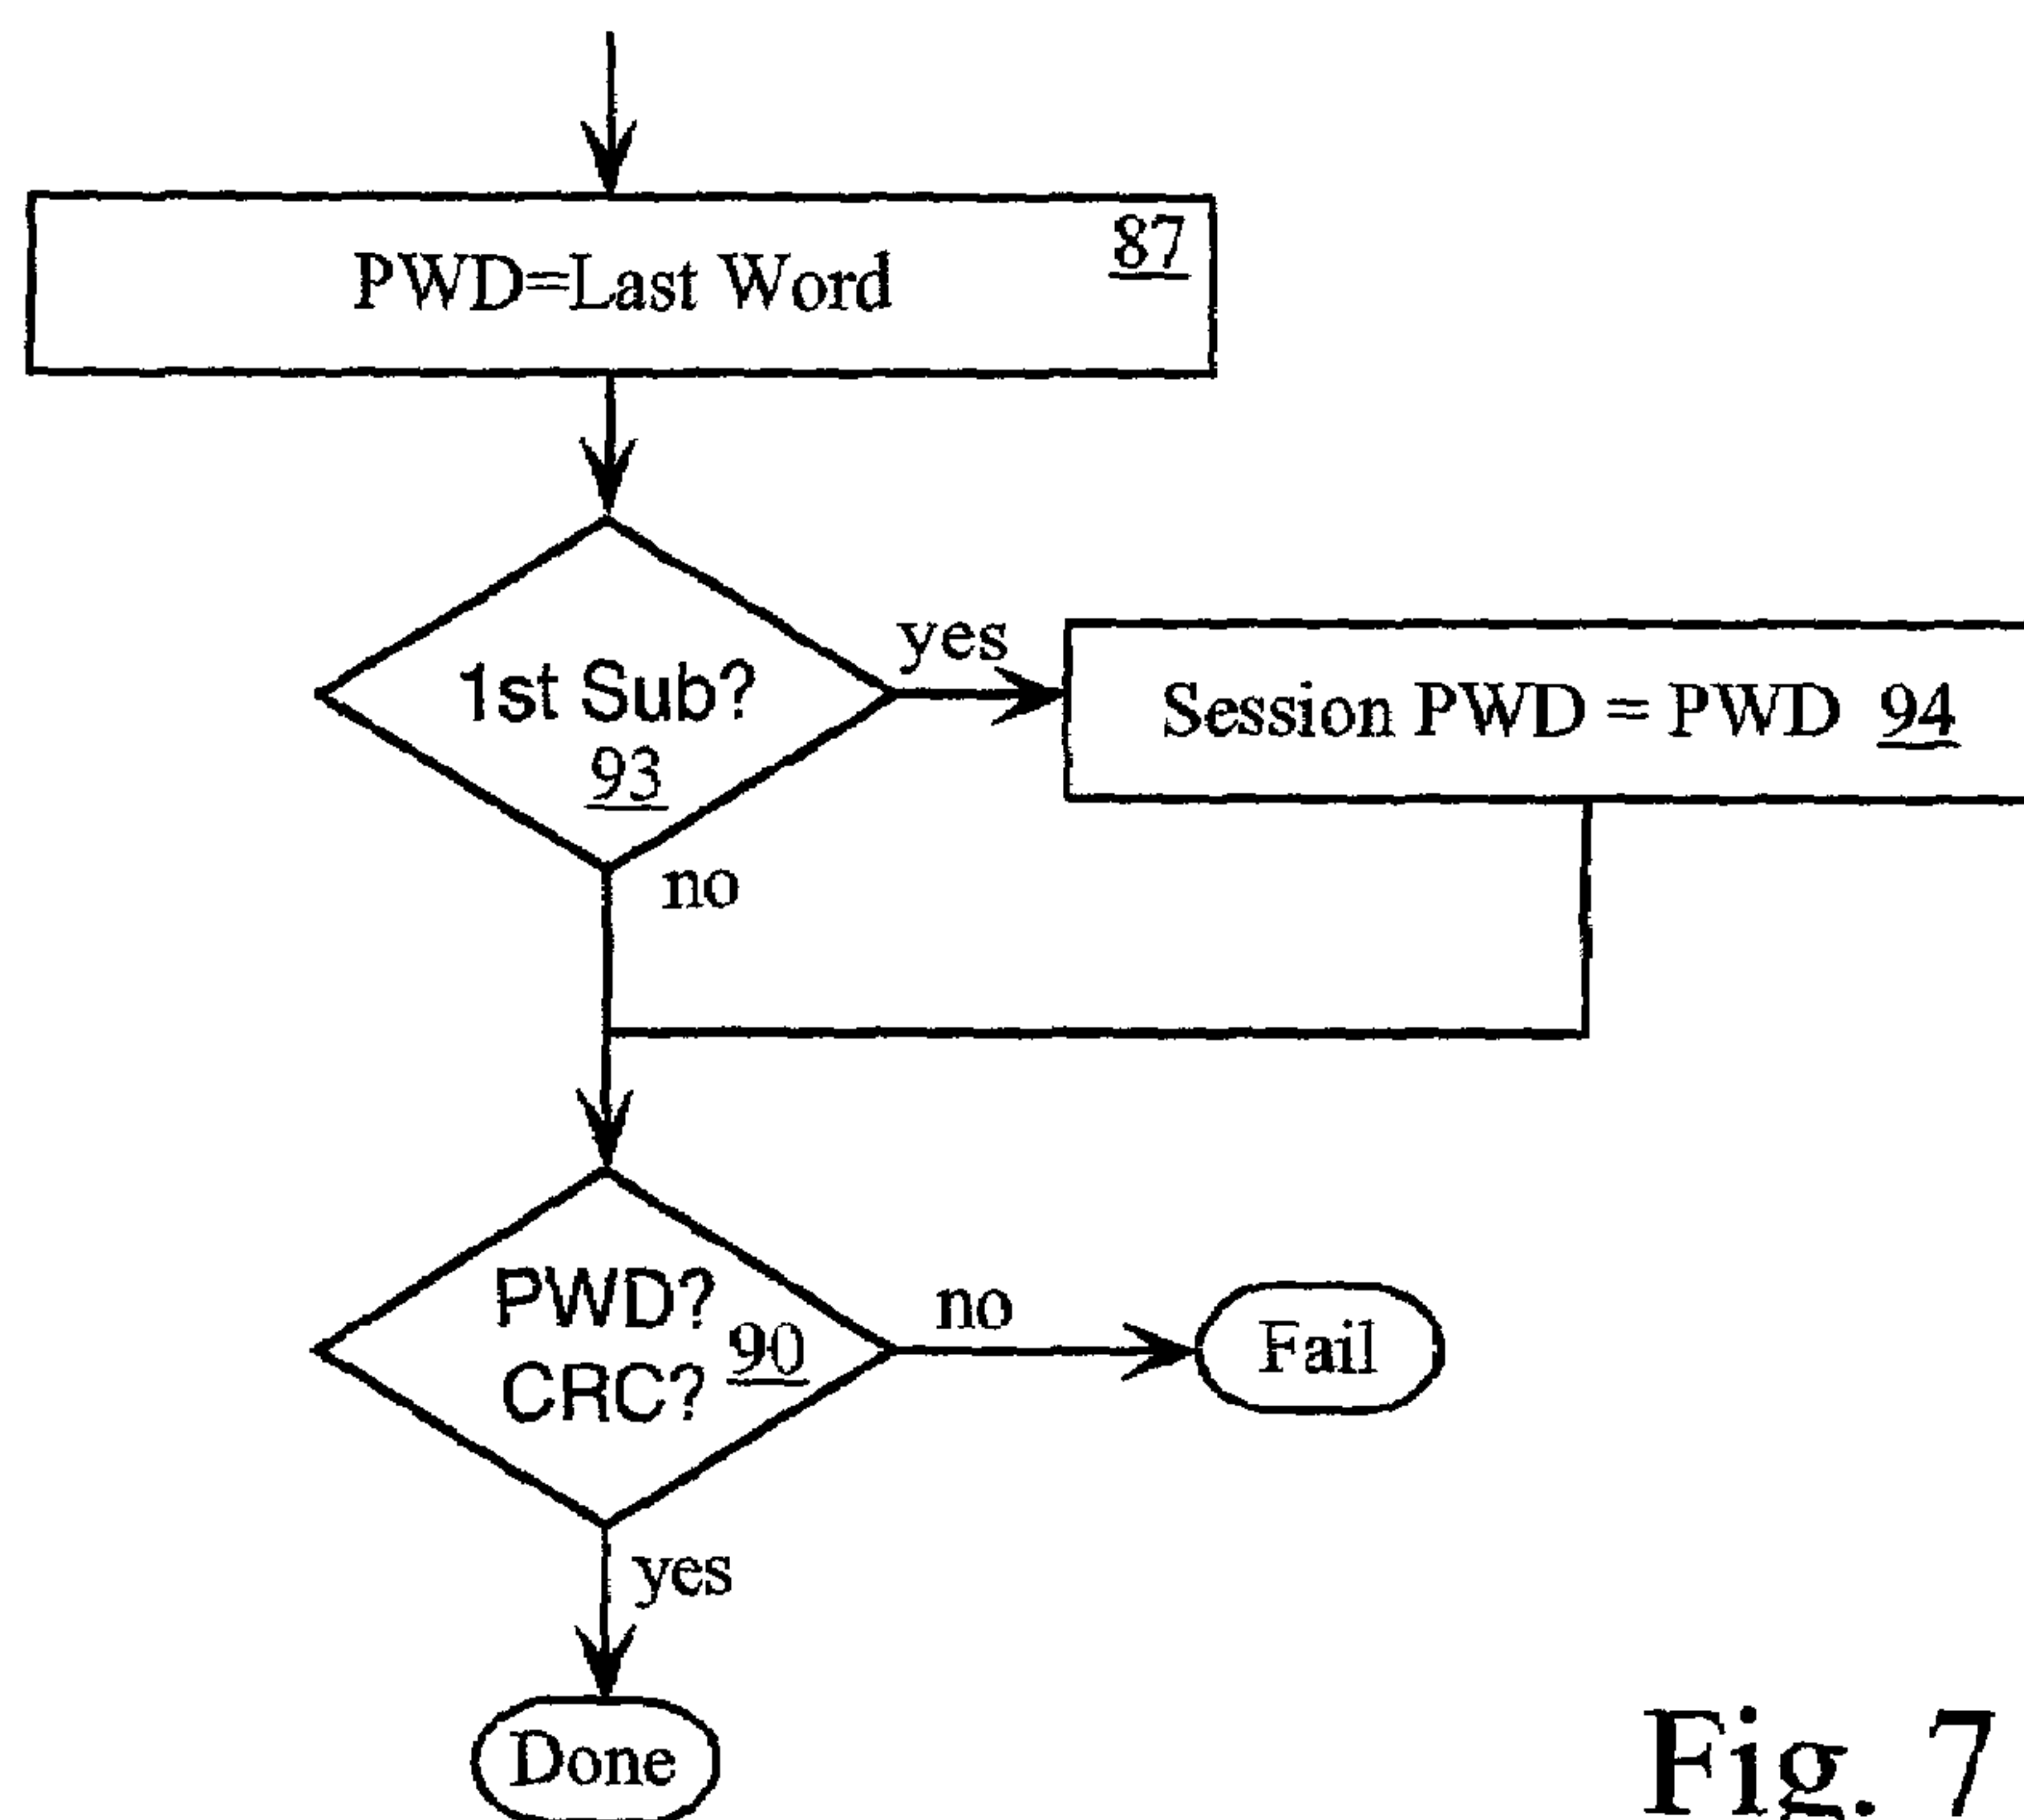 87
PWD=Last Word
yes
1st Sub?
93
Session PWD = PWD 94
no
PWD?
CRC?
90
no
Fail
yes
Done
Fig. 7